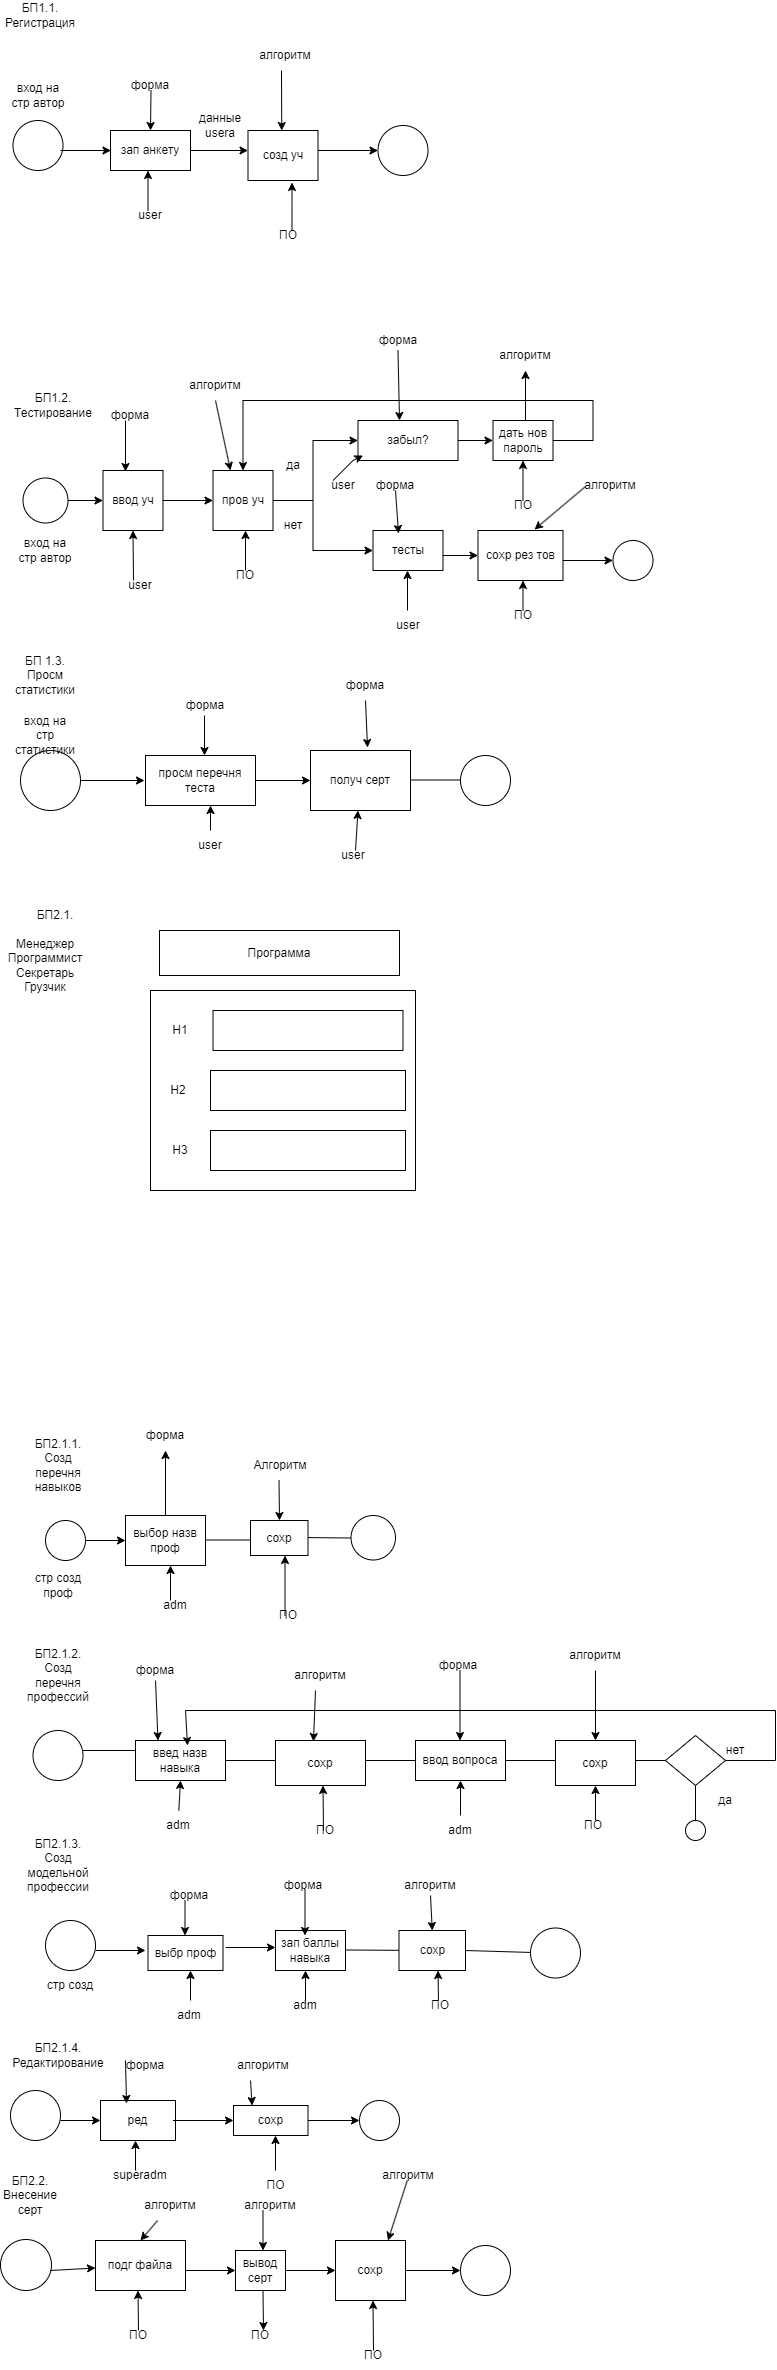 БП1.1.
Регистрация
алгоритм
вход на
стр автор
форма
данные
usera
зап анкету
созд уч
user
ПО
форма
алгоритм
алгоритм
БП1.2.
Тестирование
форма
забыл?
дать нов
пароль
да
user
форма
алгоритм
ввод уч
пров уч
ПО
нет
вход на
стр автор
тесты
сохр рез тов
user
ПО
ПО
user
БП 1.3.
Просм
статистики
форма
форма
вход на
стр
статистики
просм перечня
теста
получ серт
user
user
БП2.1.
Менеджер
Программист
Секретарь
Грузчик
Программа
Н1
Н2
Н3
форма
БП2.1.1.
Созд
перечня
навыков
Алгоритм
выбор назв
проф
сохр
стр созд
проф
adm
ПО
БП2.1.2.
Созд
перечня
профессий
форма
алгоритм
форма
алгоритм
введ назв
навыка
сохр
ввод вопроса
сохр
нет
да
adm
ПО
adm
ПО
БП2.1.3.
Созд
модельной
профессии
форма
форма
алгоритм
выбр проф
зап баллы
навыка
сохр
стр созд
adm
adm
ПО
БП2.1.4.
Редактирование
форма
алгоритм
ред
сохр
superadm
ПО
алгоритм
БП2.2.
Внесение
серт
алгоритм
алгоритм
подг файла
вывод
серт
сохр
ПО
ПО
ПО